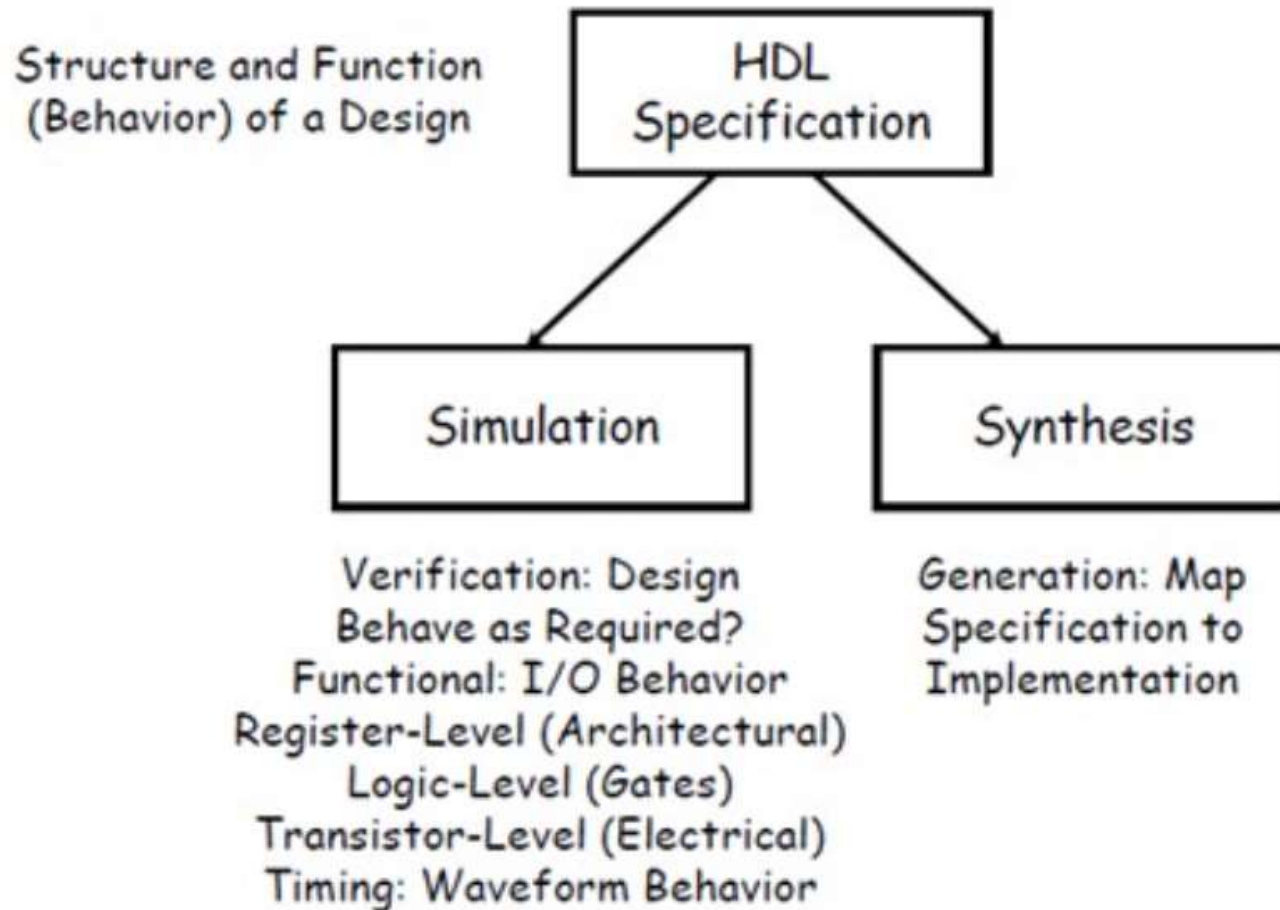 Structure and Function
(Behavior) of a Design
HDL
Specification
Simulation
Synthesis
Verification: Design
Behave as Required?
Functional: I/O Behavior
Register-Level (Architectural)
Logic-Level (Gates)
Transistor-Level (Electrical)
Timing: Waveform Behavior
Generation: Map
Specification to
Implementation